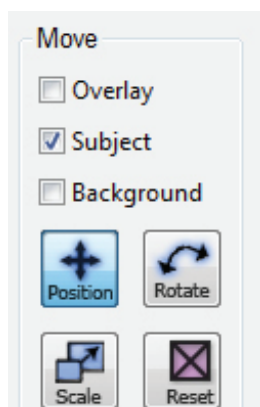 Move
Overlay
Subject
Background
Position Rotate
Scale Reset